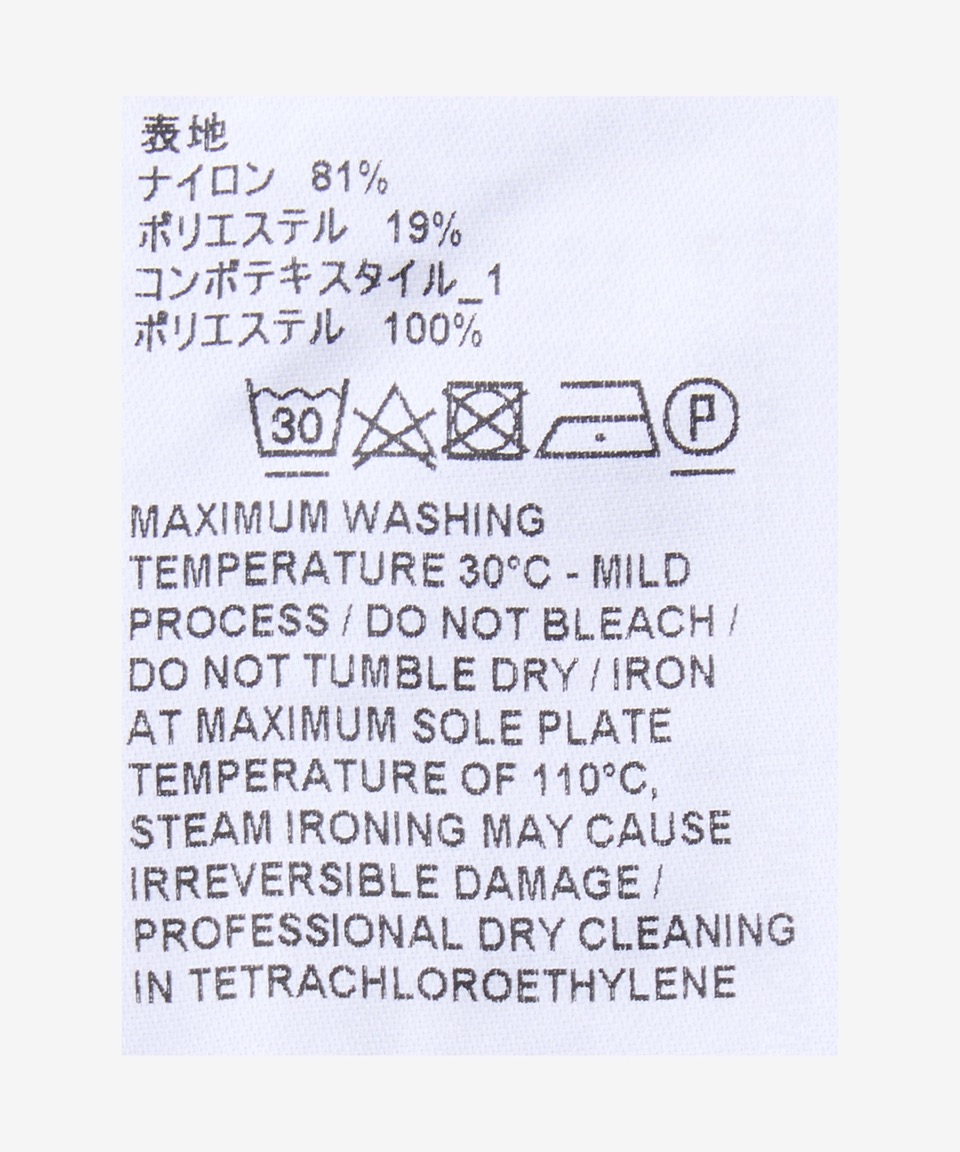 表地
ナイロン 81%
ポリエステル 19%
コンポテキスタイル_1
ポリエステル 100%
30 P
MAXIMUM WASHING
TEMPERATURE 30°C - MILD
PROCESS / DO NOT BLEACH /
DO NOT TUMBLE DRY / IRON
AT MAXIMUM SOLE PLATE
TEMPERATURE OF 110°C,
STEAM IRONING MAY CAUSE
IRREVERSIBLE DAMAGE /
PROFESSIONAL DRY CLEANING
IN TETRACHLOROETHYLENE